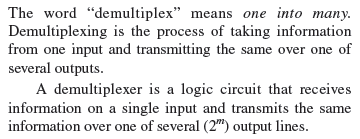 The word “demultiplex” means one into many.
Demultiplexing is the process of taking information
from one input and transmitting the same over one of
several outputs.
A demultiplexer is a logic circuit that receives
information on a single input and transmits the same
information over one of several (2ᵐ) output lines.